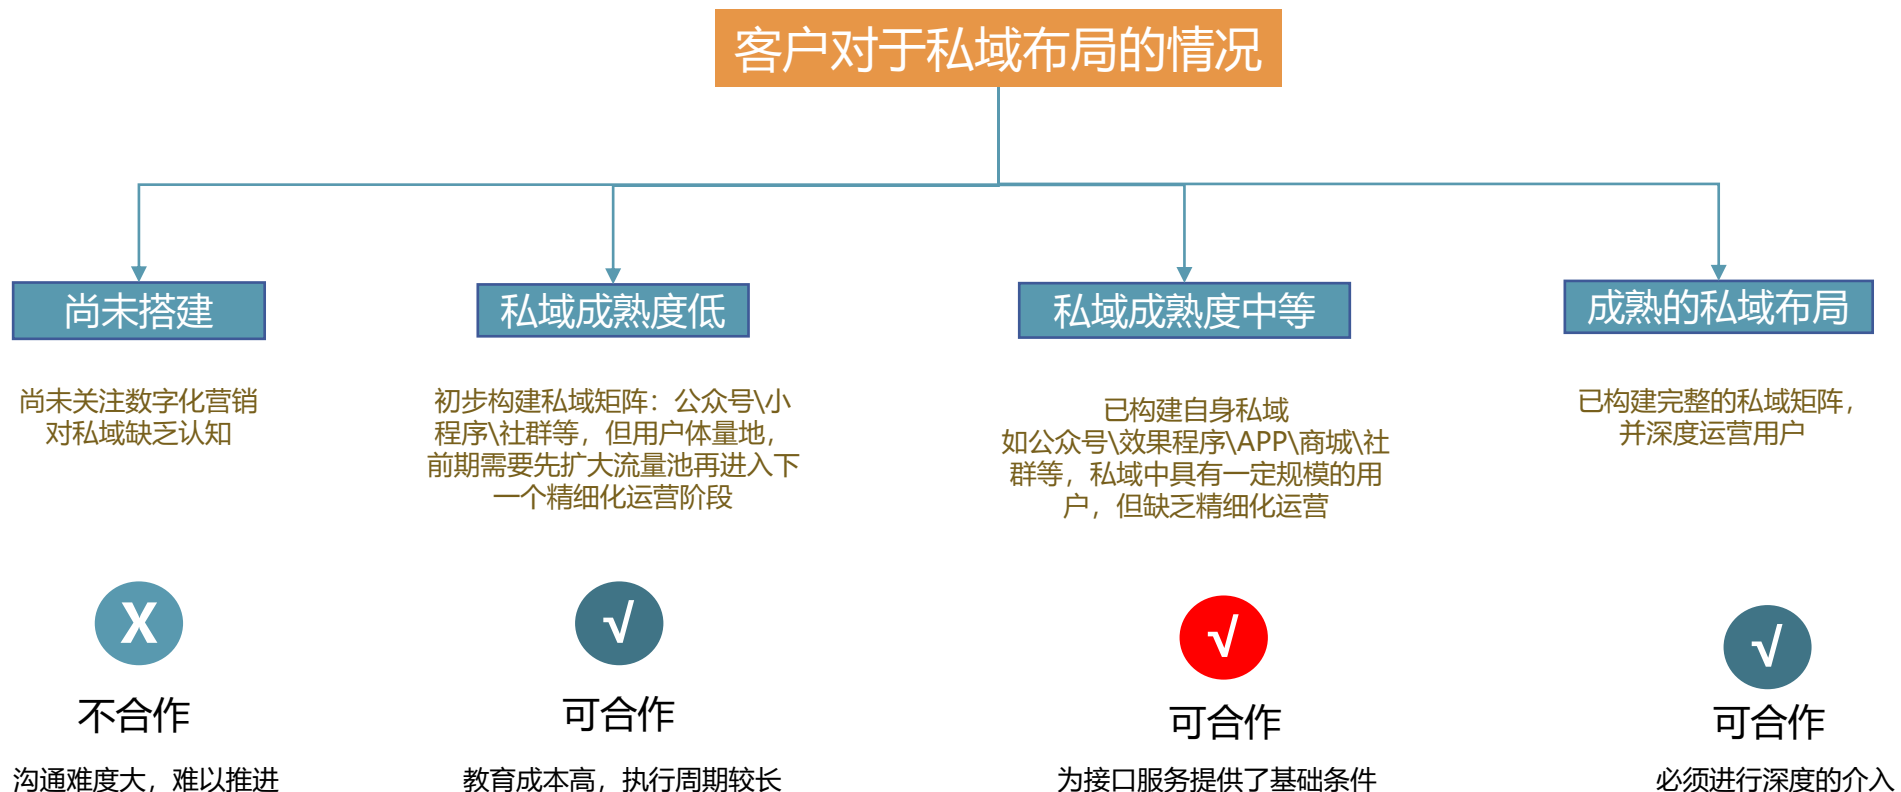 客户对于私域布局的情况
尚未搭建
私域成熟度低
私域成熟度中等
成熟的私域布局
尚未关注数字化营销
对私域缺乏认知
初步构建私域矩阵：公众号\小
程序\社群等，但用户体量地，
前期需要先扩大流量池再进入下
一个精细化运营阶段
已构建自身私域
如公众号\效果程序\APP\商城\社
群等，私域中具有一定规模的用
户，但缺乏精细化运营
已构建完整的私域矩阵，
并深度运营用户
X
√
√
√
不合作
可合作
可合作
可合作
沟通难度大，难以推进
教育成本高，执行周期较长
为接口服务提供了基础条件
必须进行深度的介入